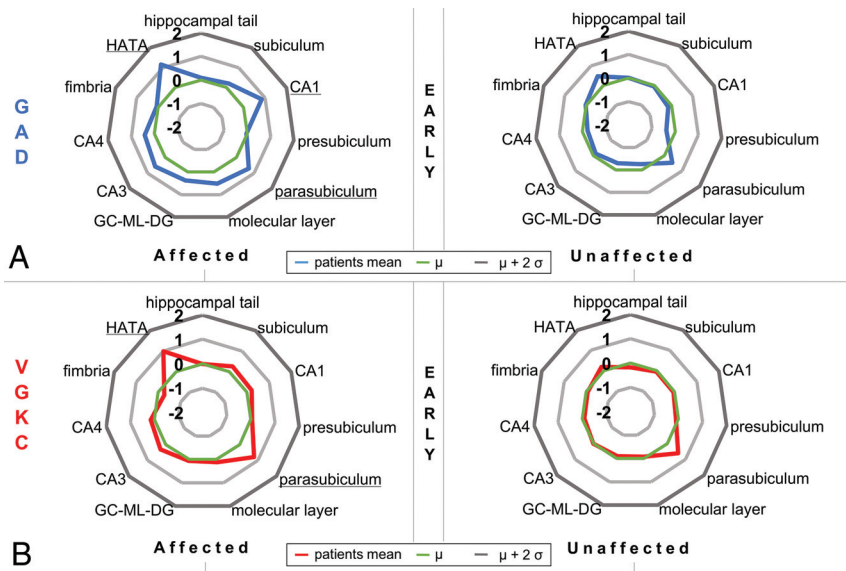 hippocampal tail
HATA
subiculum
fimbria
CA1
CA4
presubiculum
CA3
parasubiculum
GC-ML-DG
molecular layer
2
1
0
-1
-2
G
A
D
Affected
E
A
R
L
Y
hippocampal tail
HATA
subiculum
fimbria
CA1
CA4
presubiculum
CA3
parasubiculum
GC-ML-DG
molecular layer
2
1
0
-1
-2
Unaffected
A
patients mean μ μ + 2 σ
hippocampal tail
HATA
subiculum
fimbria
CA1
CA4
presubiculum
CA3
parasubiculum
GC-ML-DG
molecular layer
2
1
0
-1
-2
V
G
K
C
Affected
E
A
R
L
Y
hippocampal tail
HATA
subiculum
fimbria
CA1
CA4
presubiculum
CA3
parasubiculum
GC-ML-DG
molecular layer
2
1
0
-1
-2
Unaffected
B
patients mean μ μ + 2 σ